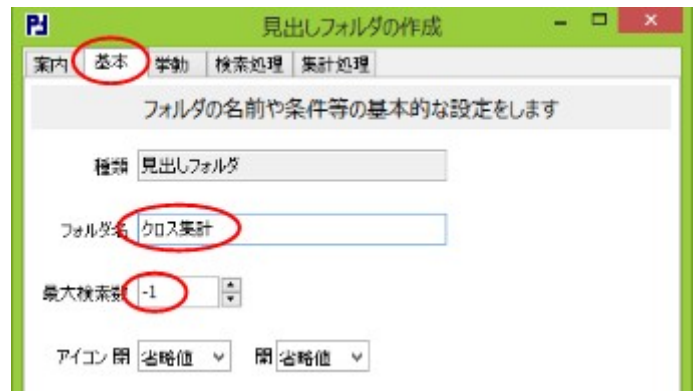 見出しフォルダの作成
案内 基本 挙動 検索処理 集計処理
フォルダの名前や条件等の基本的な設定をします
種類 見出しフォルダ
フォルダ名 クロス集計
最大検索数 -1
アイコン 閉 省略値 開 省略値